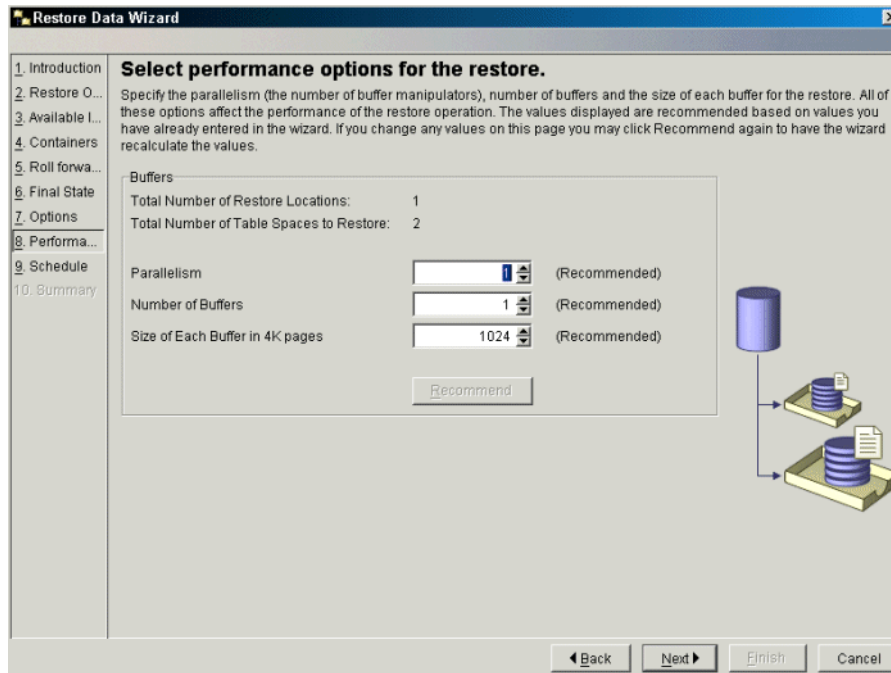 Restore Data Wizard
1. Introduction
2. Restore O...
3. Available I...
4. Containers
5. Roll forwa...
6. Final State
7. Options
8. Performa...
9. Schedule
10. Summary
Select performance options for the restore.
Specify the parallelism (the number of buffer manipulators), number of buffers and the size of each buffer for the restore. All of
these options affect the performance of the restore operation. The values displayed are recommended based on values you
have already entered in the wizard. If you change any values on this page you may click Recommend again to have the wizard
recalculate the values.
Buffers
Total Number of Restore Locations: 1
Total Number of Table Spaces to Restore: 2
Parallelism 1 (Recommended)
Number of Buffers 1 (Recommended)
Size of Each Buffer in 4K pages 1024 (Recommended)
Recommend
Back Next Finish Cancel